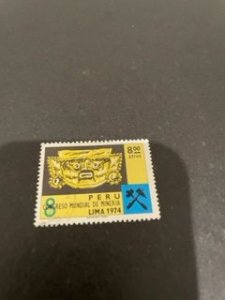 8.00
PERU
8 CONGRESO MUNDIAL DE MINERIA
LIMA 1974